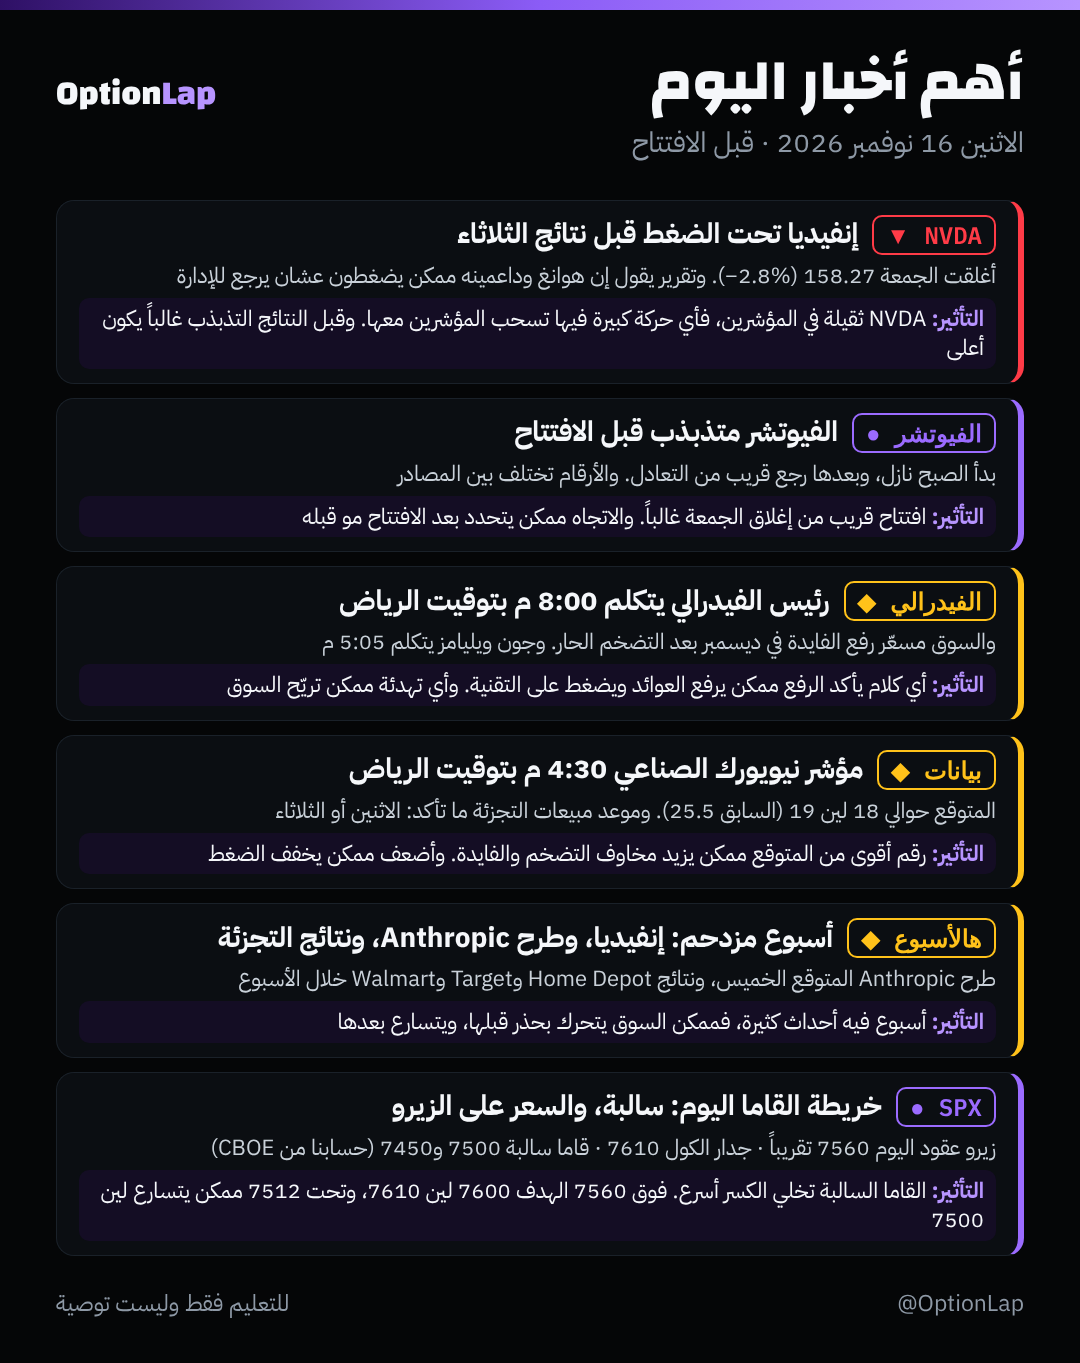 أهم أخبار اليوم
OptionLap
الاثنين 16 نوفمبر 2026 · قبل الافتتاح
NVDA ▼
إنفيديا تحت الضغط قبل نتائج الثلاثاء
أغلقت الجمعة 158.27 (−2.8%). وتقرير يقول إن هوانغ وداعمينه ممكن يضغطون عشان يرجع للإدارة
التأثير: NVDA ثقيلة في المؤشرين، فأي حركة كبيرة فيها تسحب المؤشرين معها. وقبل النتائج التذبذب غالباً يكون
أعلى
الفيوتشر ●
الفيوتشر متذبذب قبل الافتتاح
بدأ الصبح نازل، وبعدها رجع قريب من التعادل. والأرقام تختلف بين المصادر
التأثير: افتتاح قريب من إغلاق الجمعة غالباً. والاتجاه ممكن يتحدد بعد الافتتاح مو قبله
الفيدرالي ◆
رئيس الفيدرالي يتكلم 8:00 م بتوقيت الرياض
والسوق مسعّر رفع الفايدة في ديسمبر بعد التضخم الحار. وجون ويليامز يتكلم 5:05 م
التأثير: أي كلام يأكد الرفع ممكن يرفع العوائد ويضغط على التقنية. وأي تهدئة ممكن تريّح السوق
بيانات ◆
مؤشر نيويورك الصناعي 4:30 م بتوقيت الرياض
المتوقع حوالي 18 لين 19 (السابق 25.5). وموعد مبيعات التجزئة ما تأكد: الاثنين أو الثلاثاء
التأثير: رقم أقوى من المتوقع ممكن يزيد مخاوف التضخم والفايدة. وأضعف ممكن يخفف الضغط
هالأسبوع ◆
أسبوع مزدحم: إنفيديا، وطرح Anthropic، ونتائج التجزئة
طرح Anthropic المتوقع الخميس، ونتائج Home Depot وTarget وWalmart خلال الأسبوع
التأثير: أسبوع فيه أحداث كثيرة، فممكن السوق يتحرك بحذر قبلها، ويتسارع بعدها
SPX ●
خريطة القاما اليوم: سالبة، والسعر على الزيرو
زيرو عقود اليوم 7560 تقريباً · جدار الكول 7610 · قاما سالبة 7500 و7450 (حسابنا من CBOE)
التأثير: القاما السالبة تخلي الكسر أسرع. فوق 7560 الهدف 7600 لين 7610، وتحت 7512 ممكن يتسارع لين
7500
@OptionLap
للتعليم فقط وليست توصية